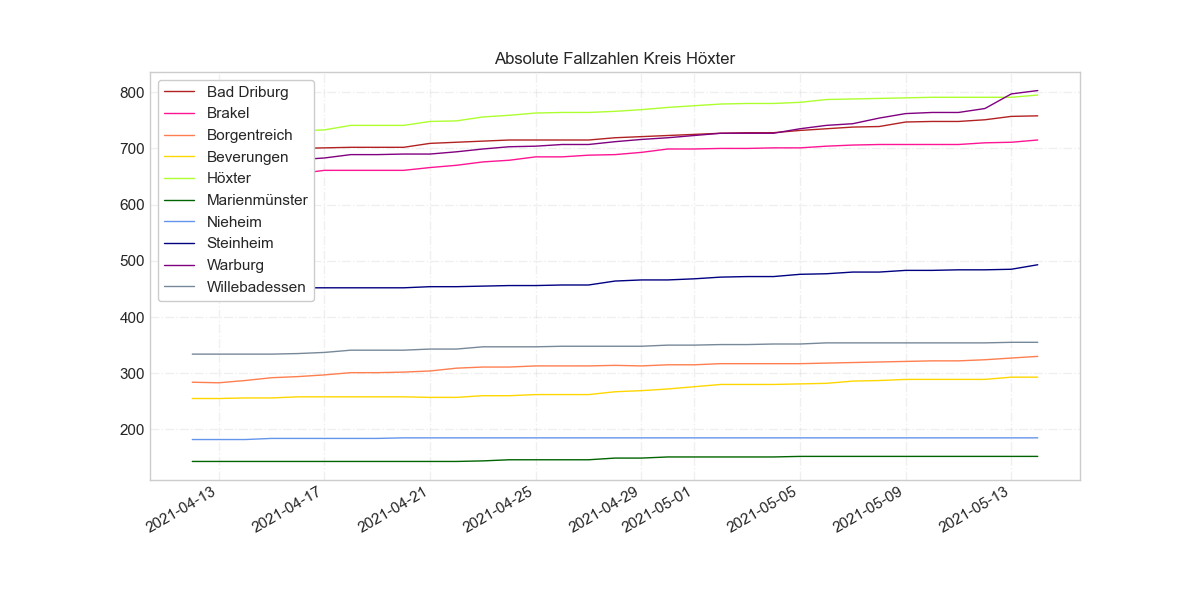 Absolute Fallzahlen Kreis Höxter
800
700
600
500
400
300
200
Bad Driburg
Brakel
Borgentreich
Beverungen
Höxter
Marienmünster
Nieheim
Steinheim
Warburg
Willebadessen
2021-04-13
2021-04-17
2021-04-21
2021-04-25
2021-04-29
2021-05-01
2021-05-05
2021-05-09
2021-05-13